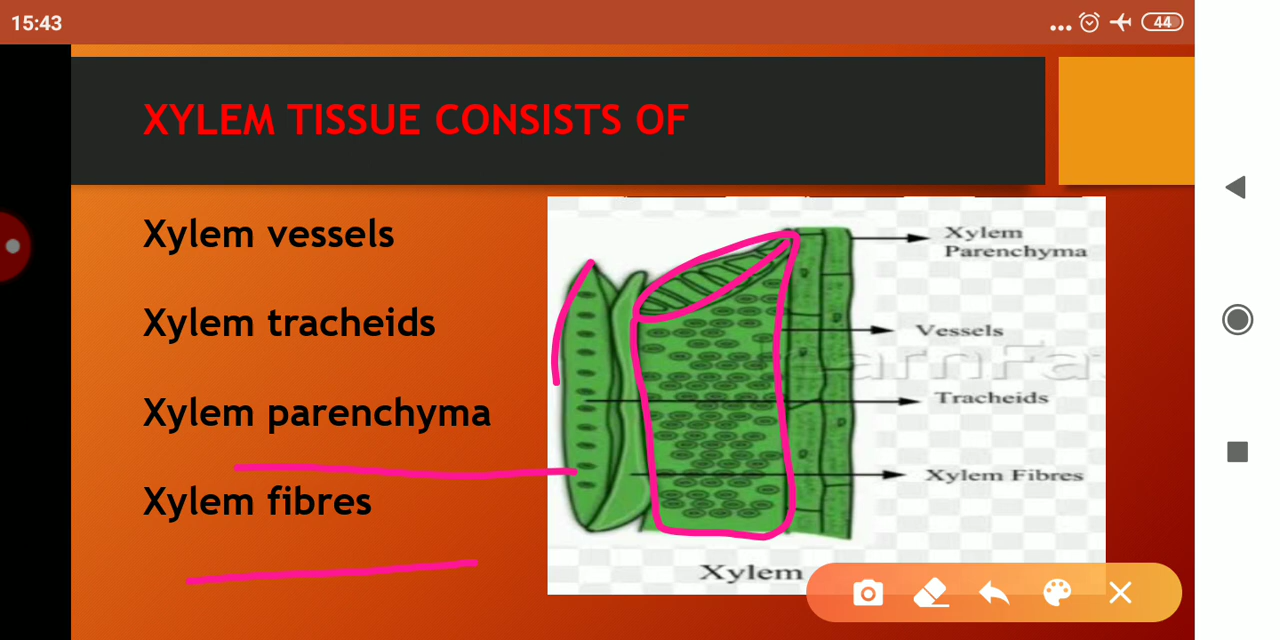 15:43
44
XYLEM TISSUE CONSISTS OF
Xylem vessels
Xylem tracheids
Xylem parenchyma
Xylem fibres
Xylem
Parenchyma
Vessels
Tracheids
Xylem Fibres
Xylem